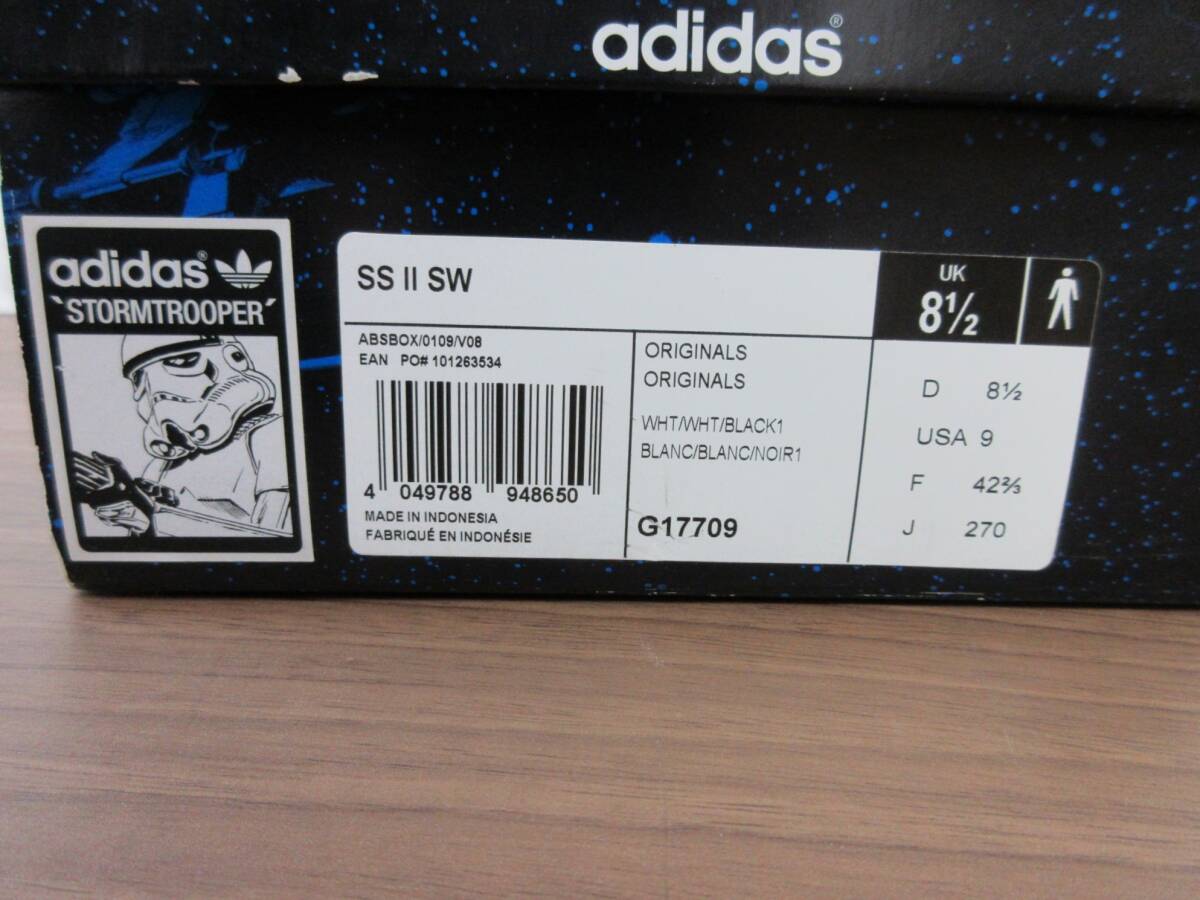 adidas®
adidas®
`STORMTROOPER´
SS II SW
UK
8½
ABSBOX/0109/V08
EAN PO# 101263534
4 049788 948650
MADE IN INDONESIA
FABRIQUÉ EN INDONÉSIE
ORIGINALS
ORIGINALS
WHT/WHT/BLACK1
BLANC/BLANC/NOIR1
G17709
D 8½
USA 9
F 42⅔
J 270